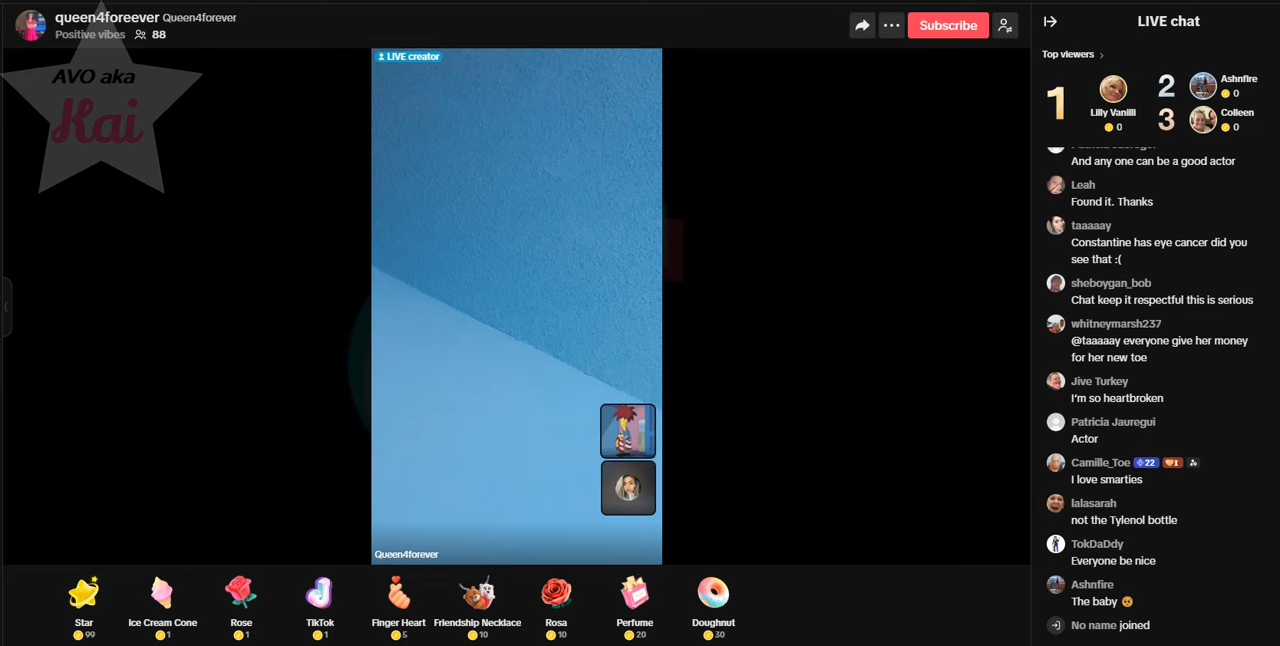 queen4foreever Queen4forever
Positive vibes 88
Subscribe
AVO aka
Kai
LIVE creator
Queen4forever
Star
99
Ice Cream Cone
1
Rose
1
TikTok
1
Finger Heart
5
Friendship Necklace
10
Rosa
10
Perfume
20
Doughnut
30
LIVE chat
Top viewers
1
Lilly Vanilli
0
2
Ashnfire
0
3
Colleen
0
And any one can be a good actor
Leah
Found it. Thanks
taaaaay
Constantine has eye cancer did you
see that :(
sheboygan_bob
Chat keep it respectful this is serious
whitneymarsh237
@taaaaay everyone give her money
for her new toe
Jive Turkey
I'm so heartbroken
Patricia Jauregui
Actor
Camille_Toe 22 I
I love smarties
lalasarah
not the Tylenol bottle
TokDaDdy
Everyone be nice
Ashnfire
The baby 😢
No name joined